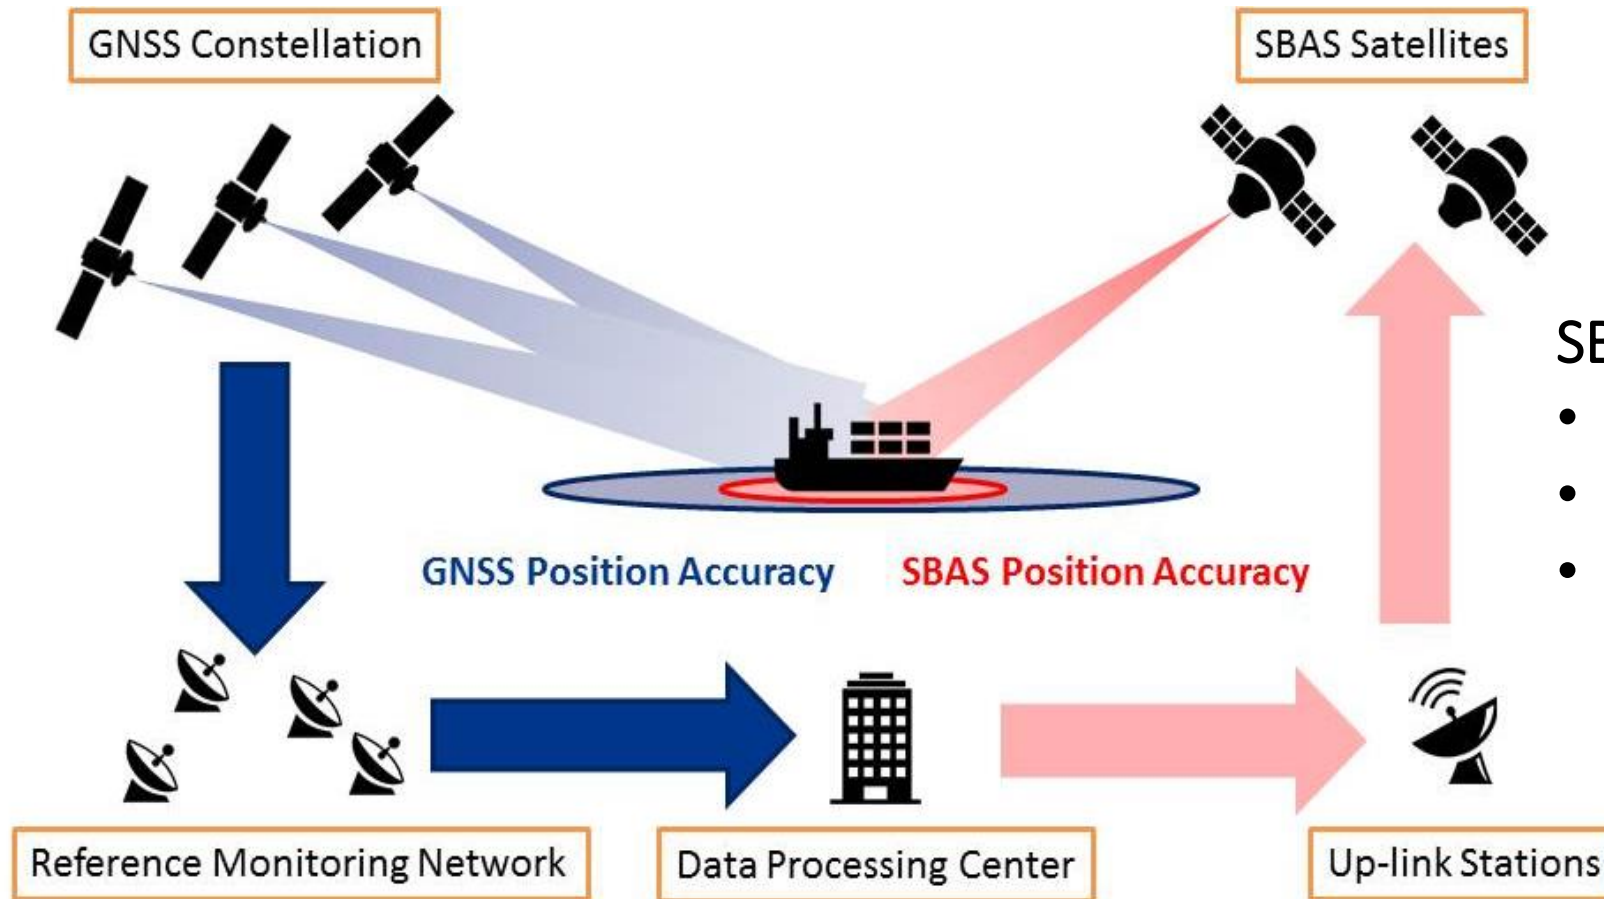 GNSS Constellation
SBAS Satellites
GNSS Position Accuracy
SBAS Position Accuracy
Reference Monitoring Network
Data Processing Center
Up-link Stations